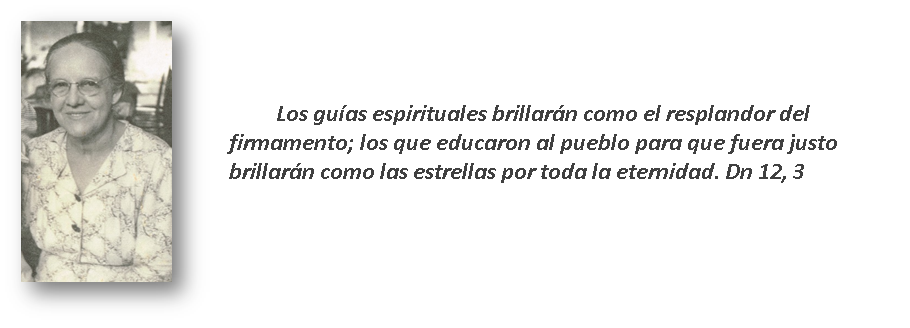 Los guías espirituales brillarán como el resplandor del
firmamento; los que educaron al pueblo para que fuera justo
brillarán como las estrellas por toda la eternidad. Dn 12, 3